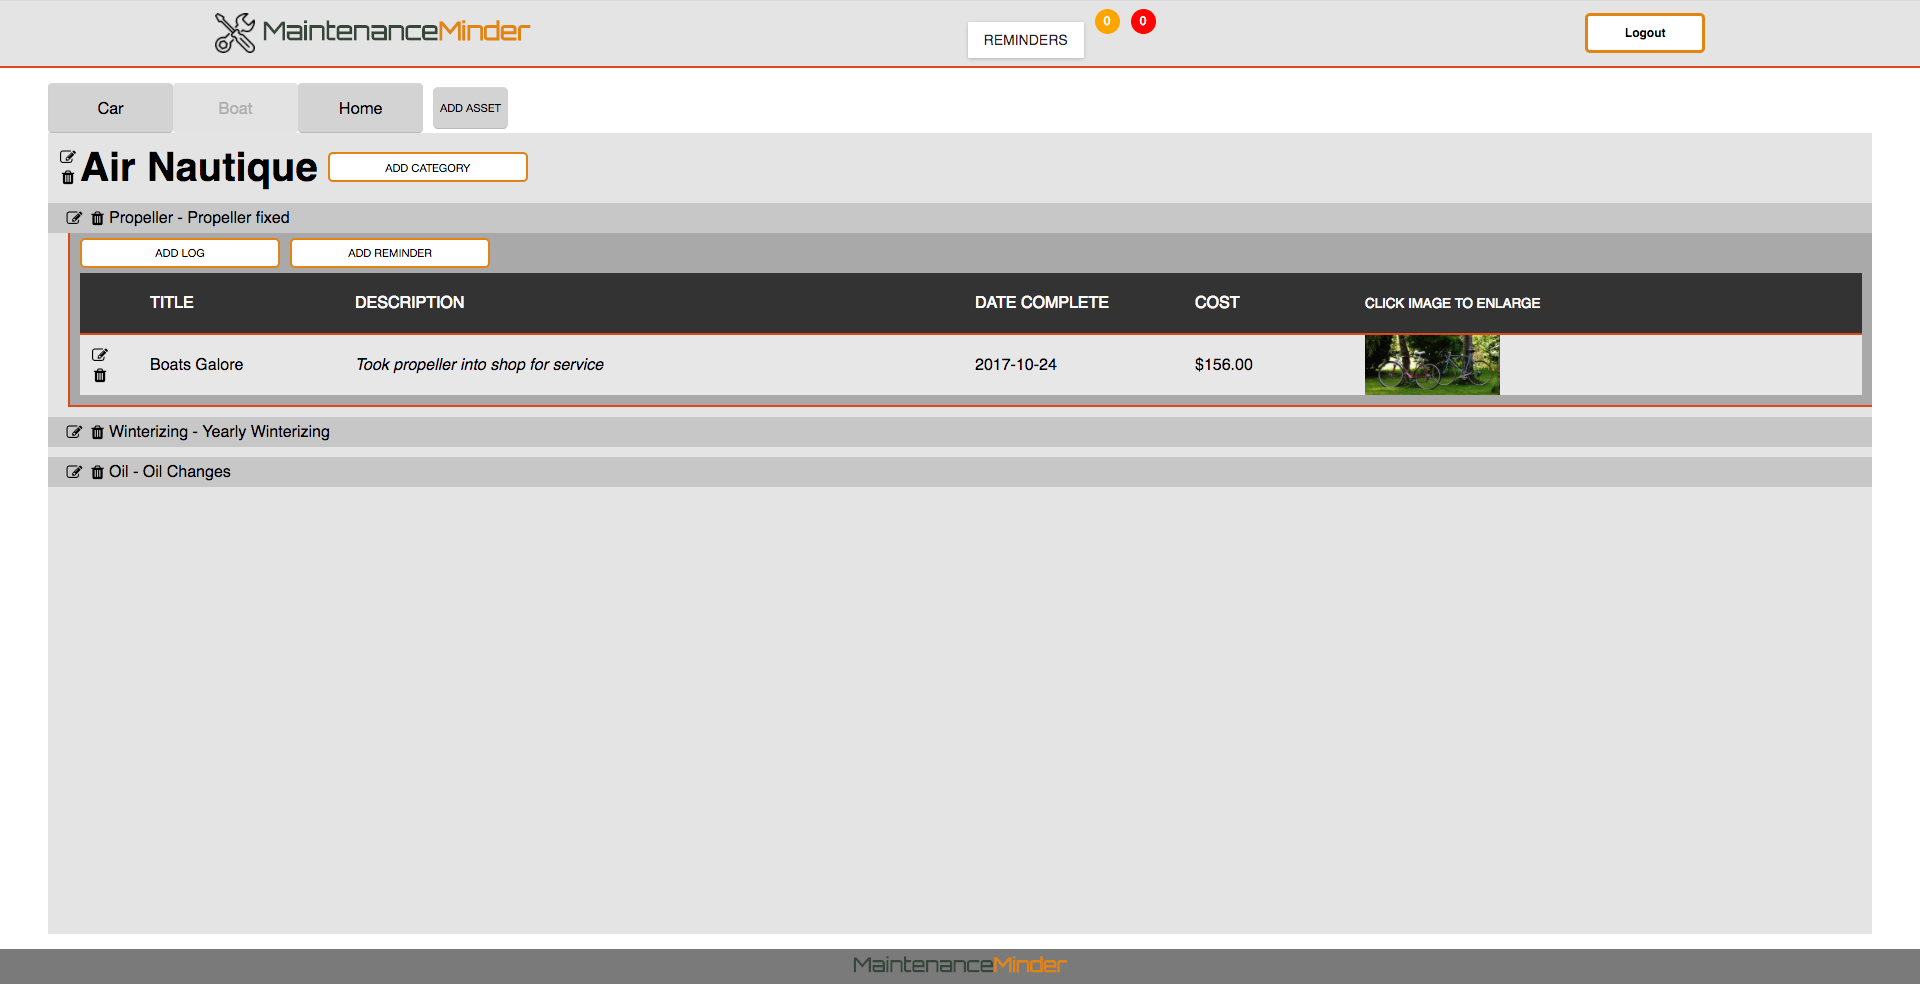 MaintenanceMinder
REMINDERS
0
0
Logout
Car
Boat
Home
ADD ASSET
Air Nautique
ADD CATEGORY
Propeller - Propeller fixed
ADD LOG
ADD REMINDER
TITLE
DESCRIPTION
DATE COMPLETE
COST
CLICK IMAGE TO ENLARGE
Boats Galore
Took propeller into shop for service
2017-10-24
$156.00
Winterizing - Yearly Winterizing
Oil - Oil Changes
MaintenanceMinder